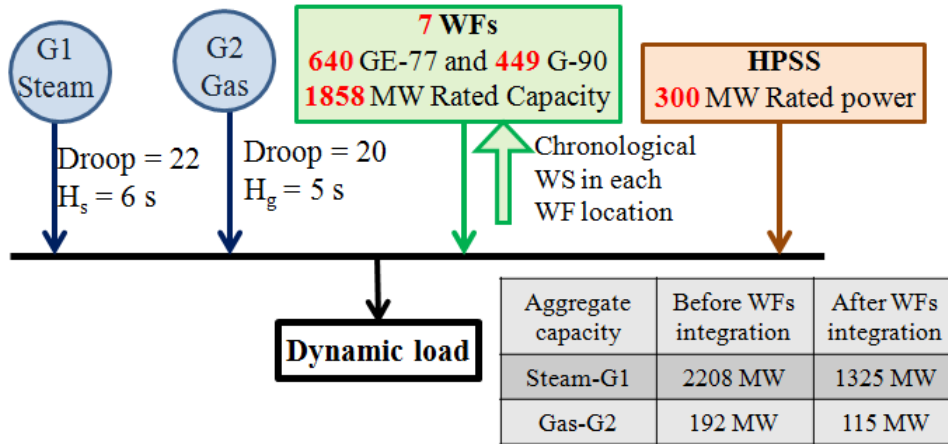 G1
Steam
G2
Gas
7 WFs
640 GE-77 and 449 G-90
1858 MW Rated Capacity
HPSS
300 MW Rated power
Droop = 22
H_s = 6 s
Droop = 20
H_g = 5 s
Chronological
WS in each
WF location
Dynamic load
Aggregate capacity | Before WFs integration | After WFs integration
Steam-G1 | 2208 MW | 1325 MW
Gas-G2 | 192 MW | 115 MW